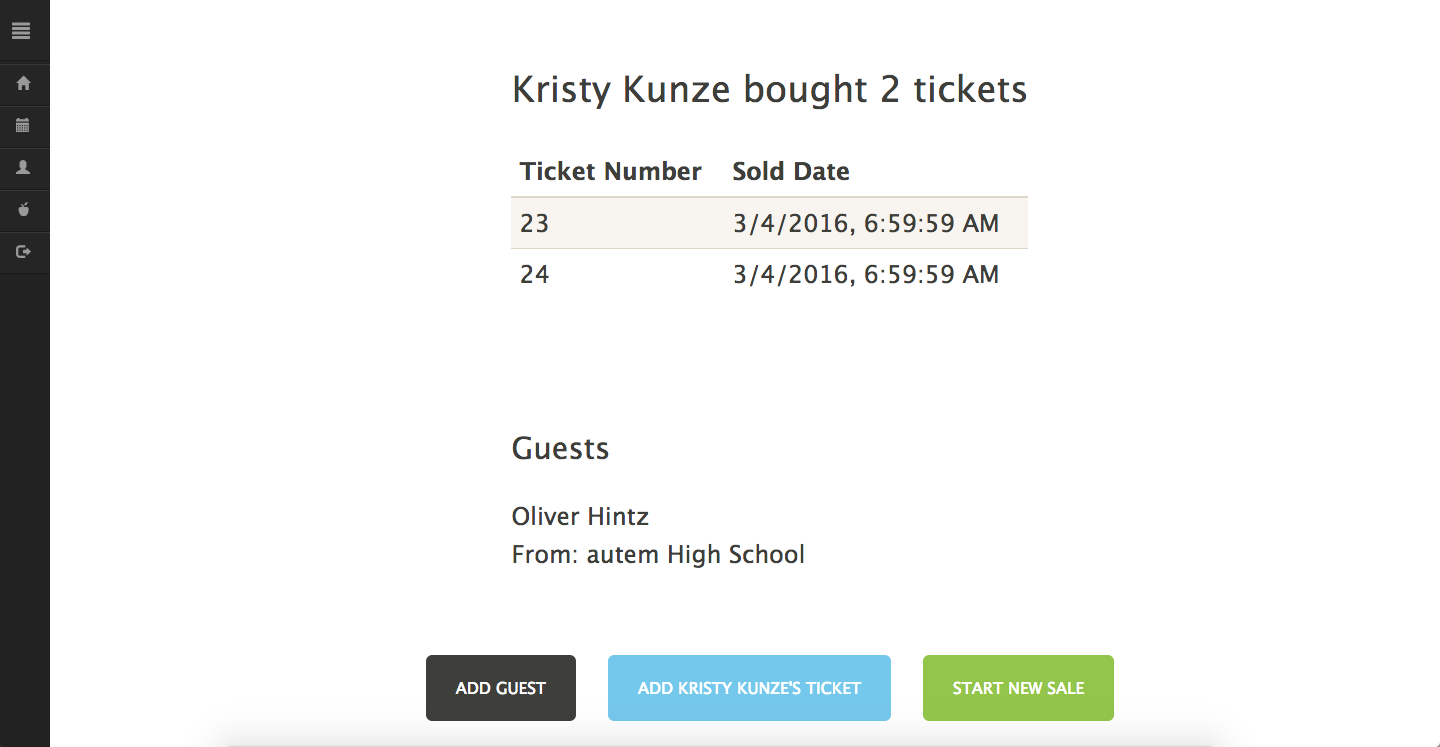 Kristy Kunze bought 2 tickets
Ticket Number Sold Date
23 3/4/2016, 6:59:59 AM
24 3/4/2016, 6:59:59 AM
Guests
Oliver Hintz
From: autem High School
ADD GUEST ADD KRISTY KUNZE'S TICKET START NEW SALE